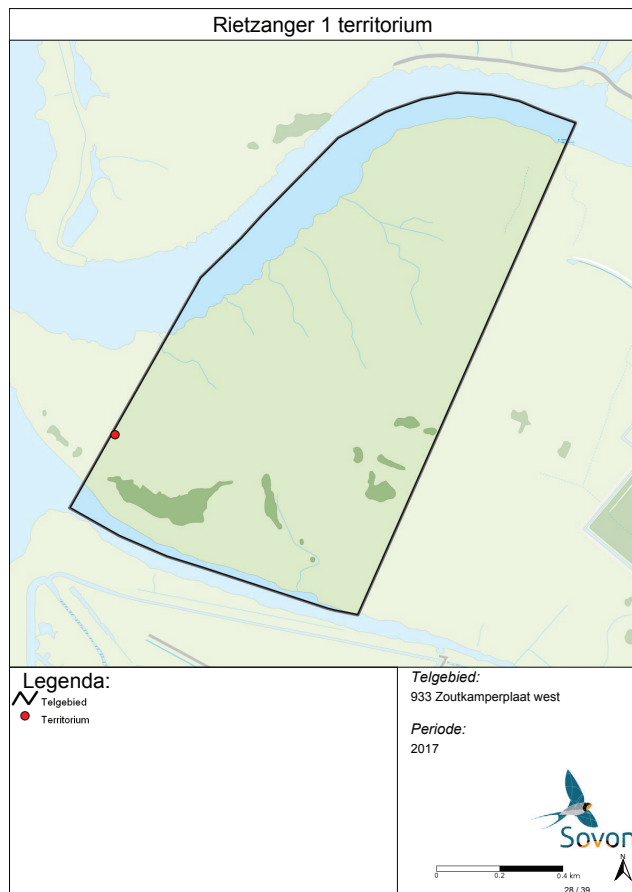 Rietzanger 1 territorium
Legenda:
Telgebied
Territorium
Telgebied:
933 Zoutkamperplaat west
Periode:
2017
Sovon
N
0 0.2 0.4 km
28 / 39